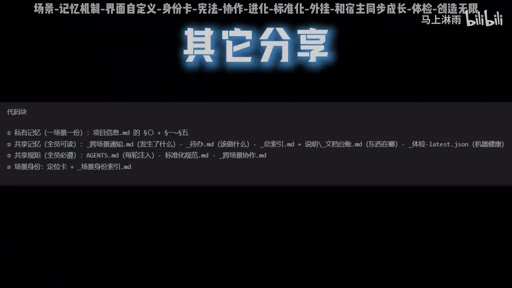 场景-记忆机制-界面自定义-身份卡-宪法-协作-进化-标准化-外挂-和宿主同步成长-体检-创造无限
马上淋雨 bilibili
其它分享
代码块
① 私有记忆（一场景一份）：项目信息.md 的 §〇 + §一~§五
② 共享记忆（全员可读）：_跨场景通知.md（发生了什么）· _待办.md（该做什么）· _总索引.md + 说明\_文档台账.md（东西在哪）· _体检-latest.json（机器健康）
③ 共享规矩（全员必遵）：AGENTS.md（每轮注入）· 标准化规范.md · _跨场景协作.md
④ 场景身份：定位卡 + _场景身份索引.md